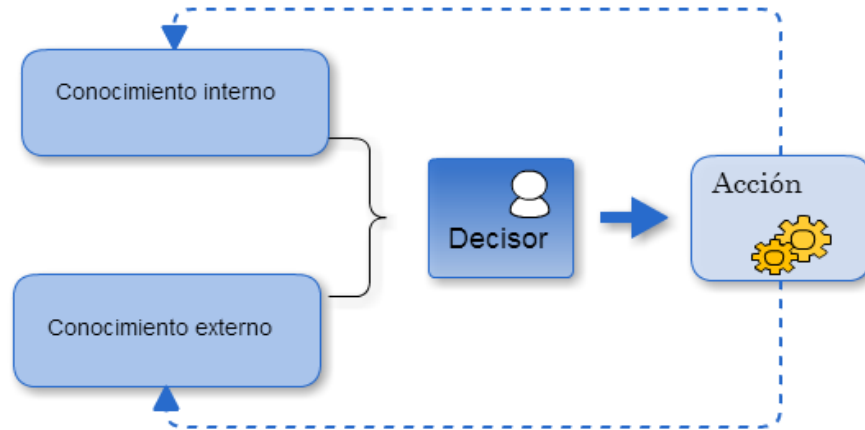 Conocimiento interno
Acción
Decisor
Conocimiento externo